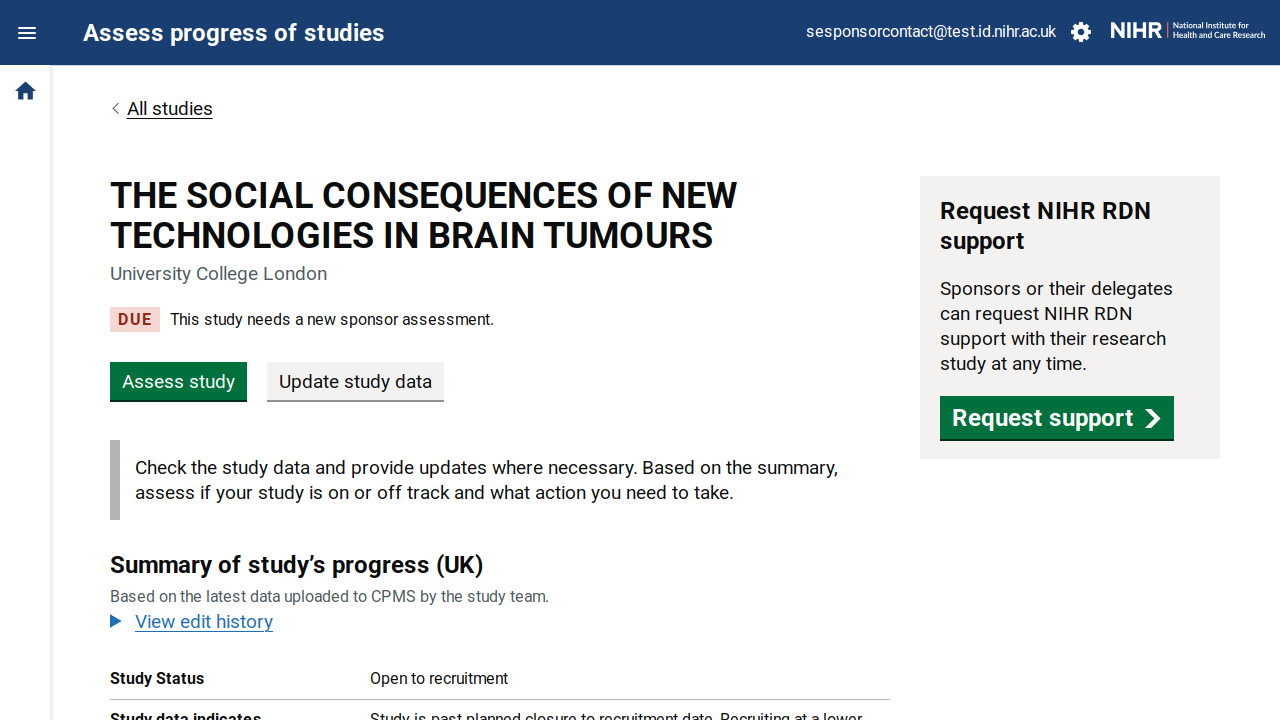 Assess progress of studies
sesponsorcontact@test.id.nihr.ac.uk
NIHR
National Institute for
Health and Care Research
All studies
THE SOCIAL CONSEQUENCES OF NEW
TECHNOLOGIES IN BRAIN TUMOURS
University College London
DUE This study needs a new sponsor assessment.
Assess study
Update study data
Check the study data and provide updates where necessary. Based on the summary,
assess if your study is on or off track and what action you need to take.
Summary of study’s progress (UK)
Based on the latest data uploaded to CPMS by the study team.
View edit history
Study Status Open to recruitment
Study data indicates Study is past planned closure to recruitment date, Recruiting at a lower
Request NIHR RDN
support
Sponsors or their delegates
can request NIHR RDN
support with their research
study at any time.
Request support